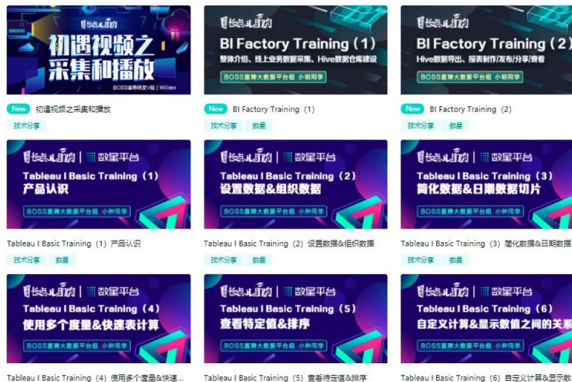 初遇视频之
采集和播放
BOSS直聘研发V組 | William
BI Factory Training（1）
整体介绍、线上业务数据采集、Hive数据仓库建设
BOSS直聘大数据平台组 小明同学
BI Factory Training（2）
Hive数据导出、报表制作/发布/分享/查看
BOSS直聘大数据平台组 小明同学
New 初遇视频之采集和播放
New BI Factory Training（1）
New BI Factory Training（2）
技术分享
技术分享 数星
技术分享 数星
数星平台
Tableau I Basic Training（1）
产品认识
BOSS直聘大数据平台组 小种同学
数星平台
Tableau I Basic Training（2）
设置数据&组织数据
BOSS直聘大数据平台组 小种同学
数星平台
Tableau I Basic Training（3）
简化数据&日期数据切片
BOSS直聘大数据平台组 小种同学
Tableau I Basic Training（1）产品认识
Tableau I Basic Training（2）设置数据&组织数据
Tableau I Basic Training（3）简化数据&日期数据
技术分享 数星
技术分享 数星
技术分享 数星
数星平台
Tableau I Basic Training（4）
使用多个度量&快速表计算
BOSS直聘大数据平台组 小种同学
数星平台
Tableau I Basic Training（5）
查看特定值&排序
BOSS直聘大数据平台组 小种同学
数星平台
Tableau I Basic Training（6）
自定义计算&显示数值之间的关系
BOSS直聘大数据平台组 小种同学
Tableau I Basic Training（4）使用多个度量&快速...
Tableau I Basic Training（5）查看特定值&排序
Tableau I Basic Training（6）自定义计算&显示数